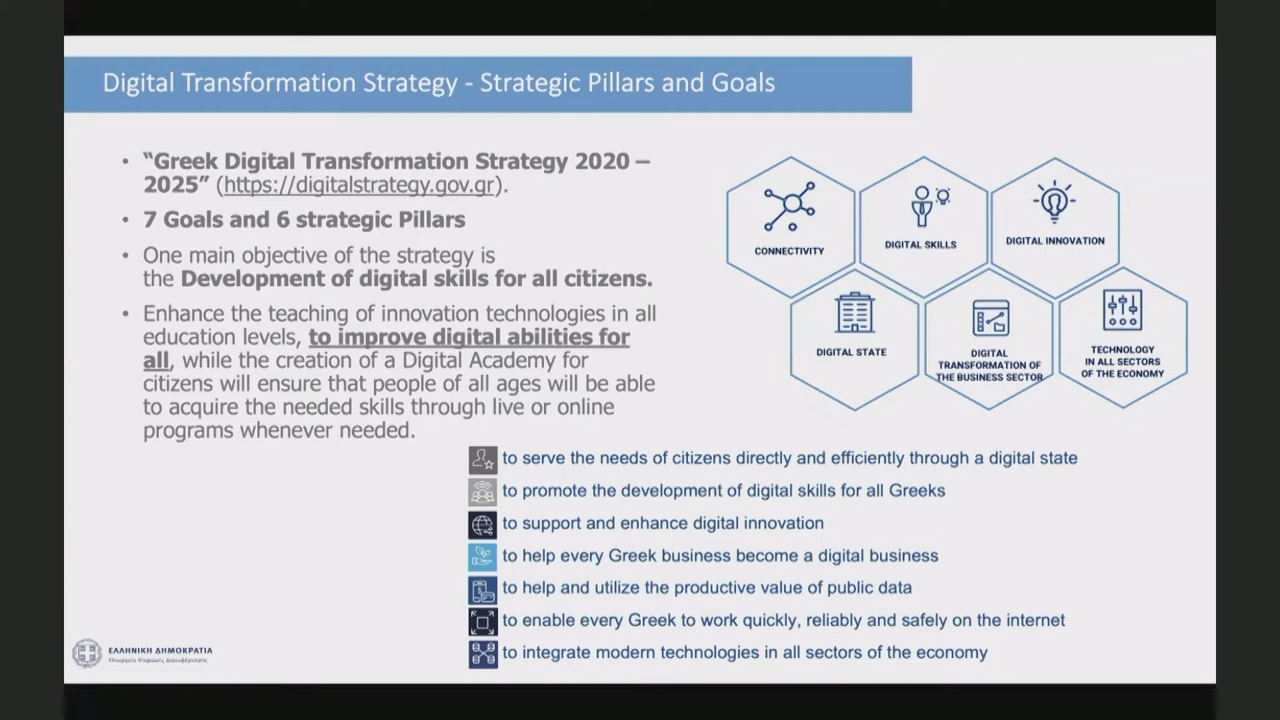 Digital Transformation Strategy - Strategic Pillars and Goals
• “Greek Digital Transformation Strategy 2020 –
2025” (https://digitalstrategy.gov.gr).
• 7 Goals and 6 strategic Pillars
• One main objective of the strategy is
the Development of digital skills for all citizens.
• Enhance the teaching of innovation technologies in all
education levels, to improve digital abilities for
all, while the creation of a Digital Academy for
citizens will ensure that people of all ages will be able
to acquire the needed skills through live or online
programs whenever needed.
CONNECTIVITY
DIGITAL SKILLS
DIGITAL INNOVATION
DIGITAL STATE
DIGITAL
TRANSFORMATION OF
THE BUSINESS SECTOR
TECHNOLOGY
IN ALL SECTORS
OF THE ECONOMY
to serve the needs of citizens directly and efficiently through a digital state
to promote the development of digital skills for all Greeks
to support and enhance digital innovation
to help every Greek business become a digital business
to help and utilize the productive value of public data
to enable every Greek to work quickly, reliably and safely on the internet
to integrate modern technologies in all sectors of the economy
ΕΛΛΗΝΙΚΗ ΔΗΜΟΚΡΑΤΙΑ
Υπουργείο Ψηφιακής Διακυβέρνησης